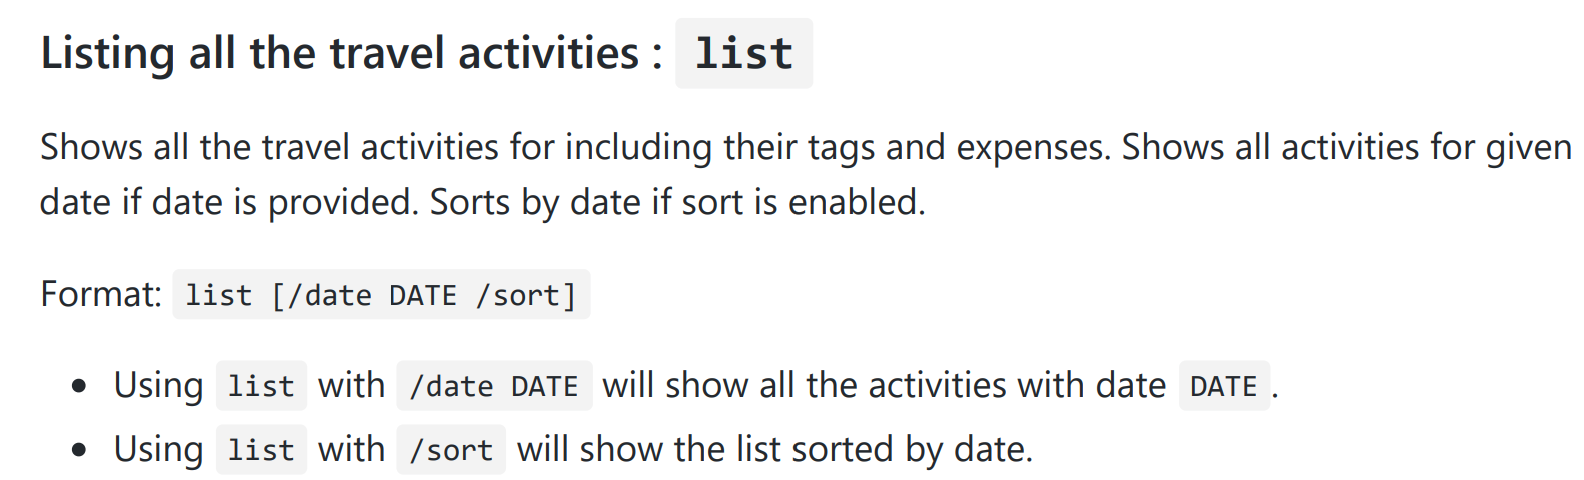 Listing all the travel activities : list
Shows all the travel activities for including their tags and expenses. Shows all activities for given
date if date is provided. Sorts by date if sort is enabled.
Format: list [/date DATE /sort]
• Using list with /date DATE will show all the activities with date DATE.
• Using list with /sort will show the list sorted by date.